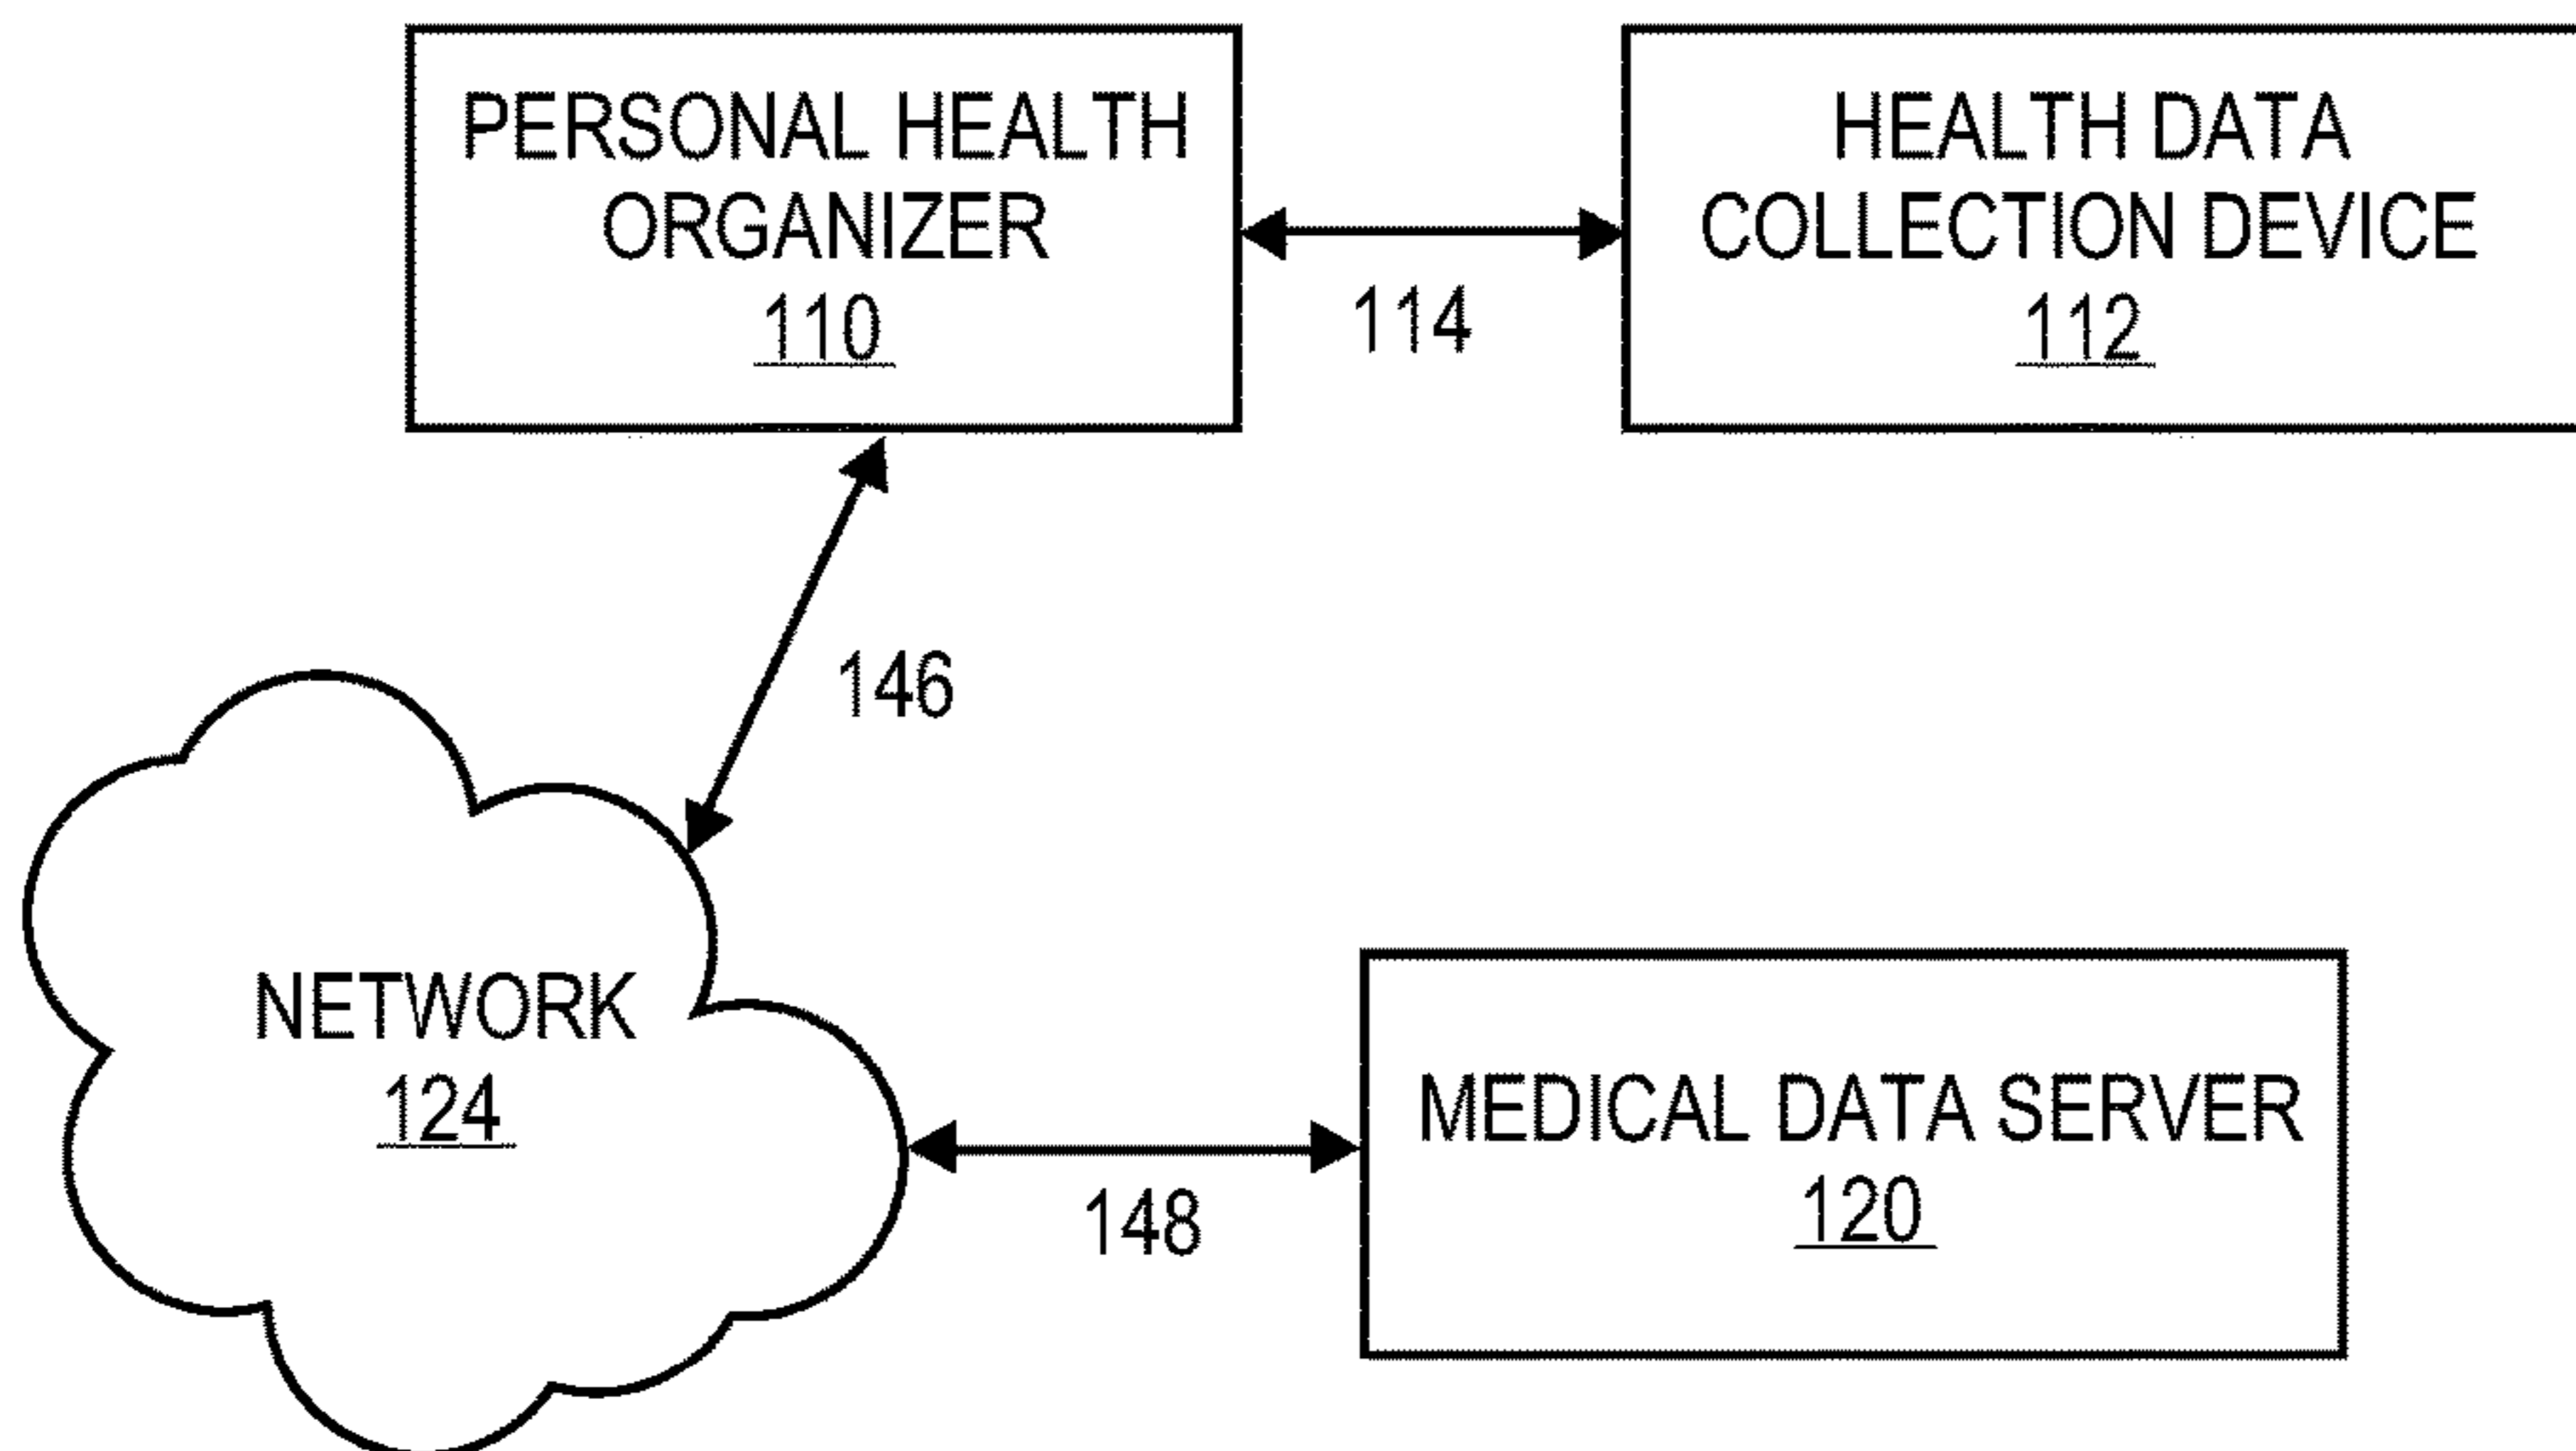 PERSONAL HEALTH
ORGANIZER
110
114
HEALTH DATA
COLLECTION DEVICE
112
146
NETWORK
124
148
MEDICAL DATA SERVER
120